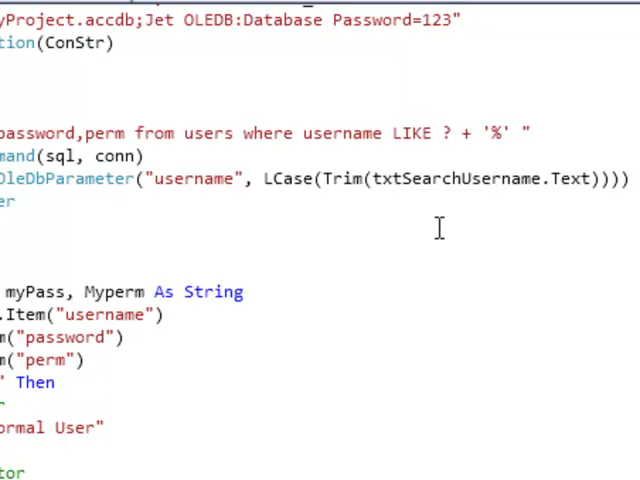 yProject.accdb;Jet OLEDB:Database Password=123"
tion(ConStr)
password,perm from users where username LIKE ? + '%' "
mand(sql, conn)
OleDbParameter("username", LCase(Trim(txtSearchUsername.Text))))
er
myPass, Myperm As String
.Item("username")
m("password")
m("perm")
" Then
r
ormal User"
tor